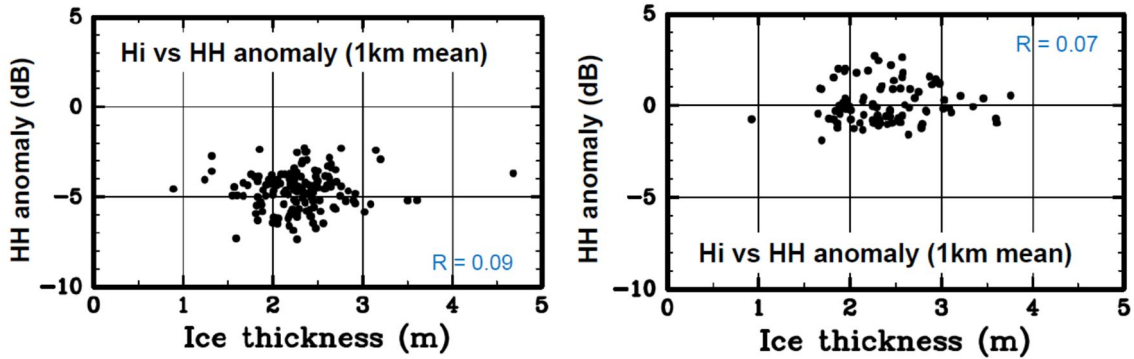 5
0
−5
−10
HH anomaly (dB)
Hi vs HH anomaly (1km mean)
R = 0.09
0 1 2 3 4 5
Ice thickness (m)
5
0
−5
−10
HH anomaly (dB)
R = 0.07
Hi vs HH anomaly (1km mean)
0 1 2 3 4 5
Ice thickness (m)